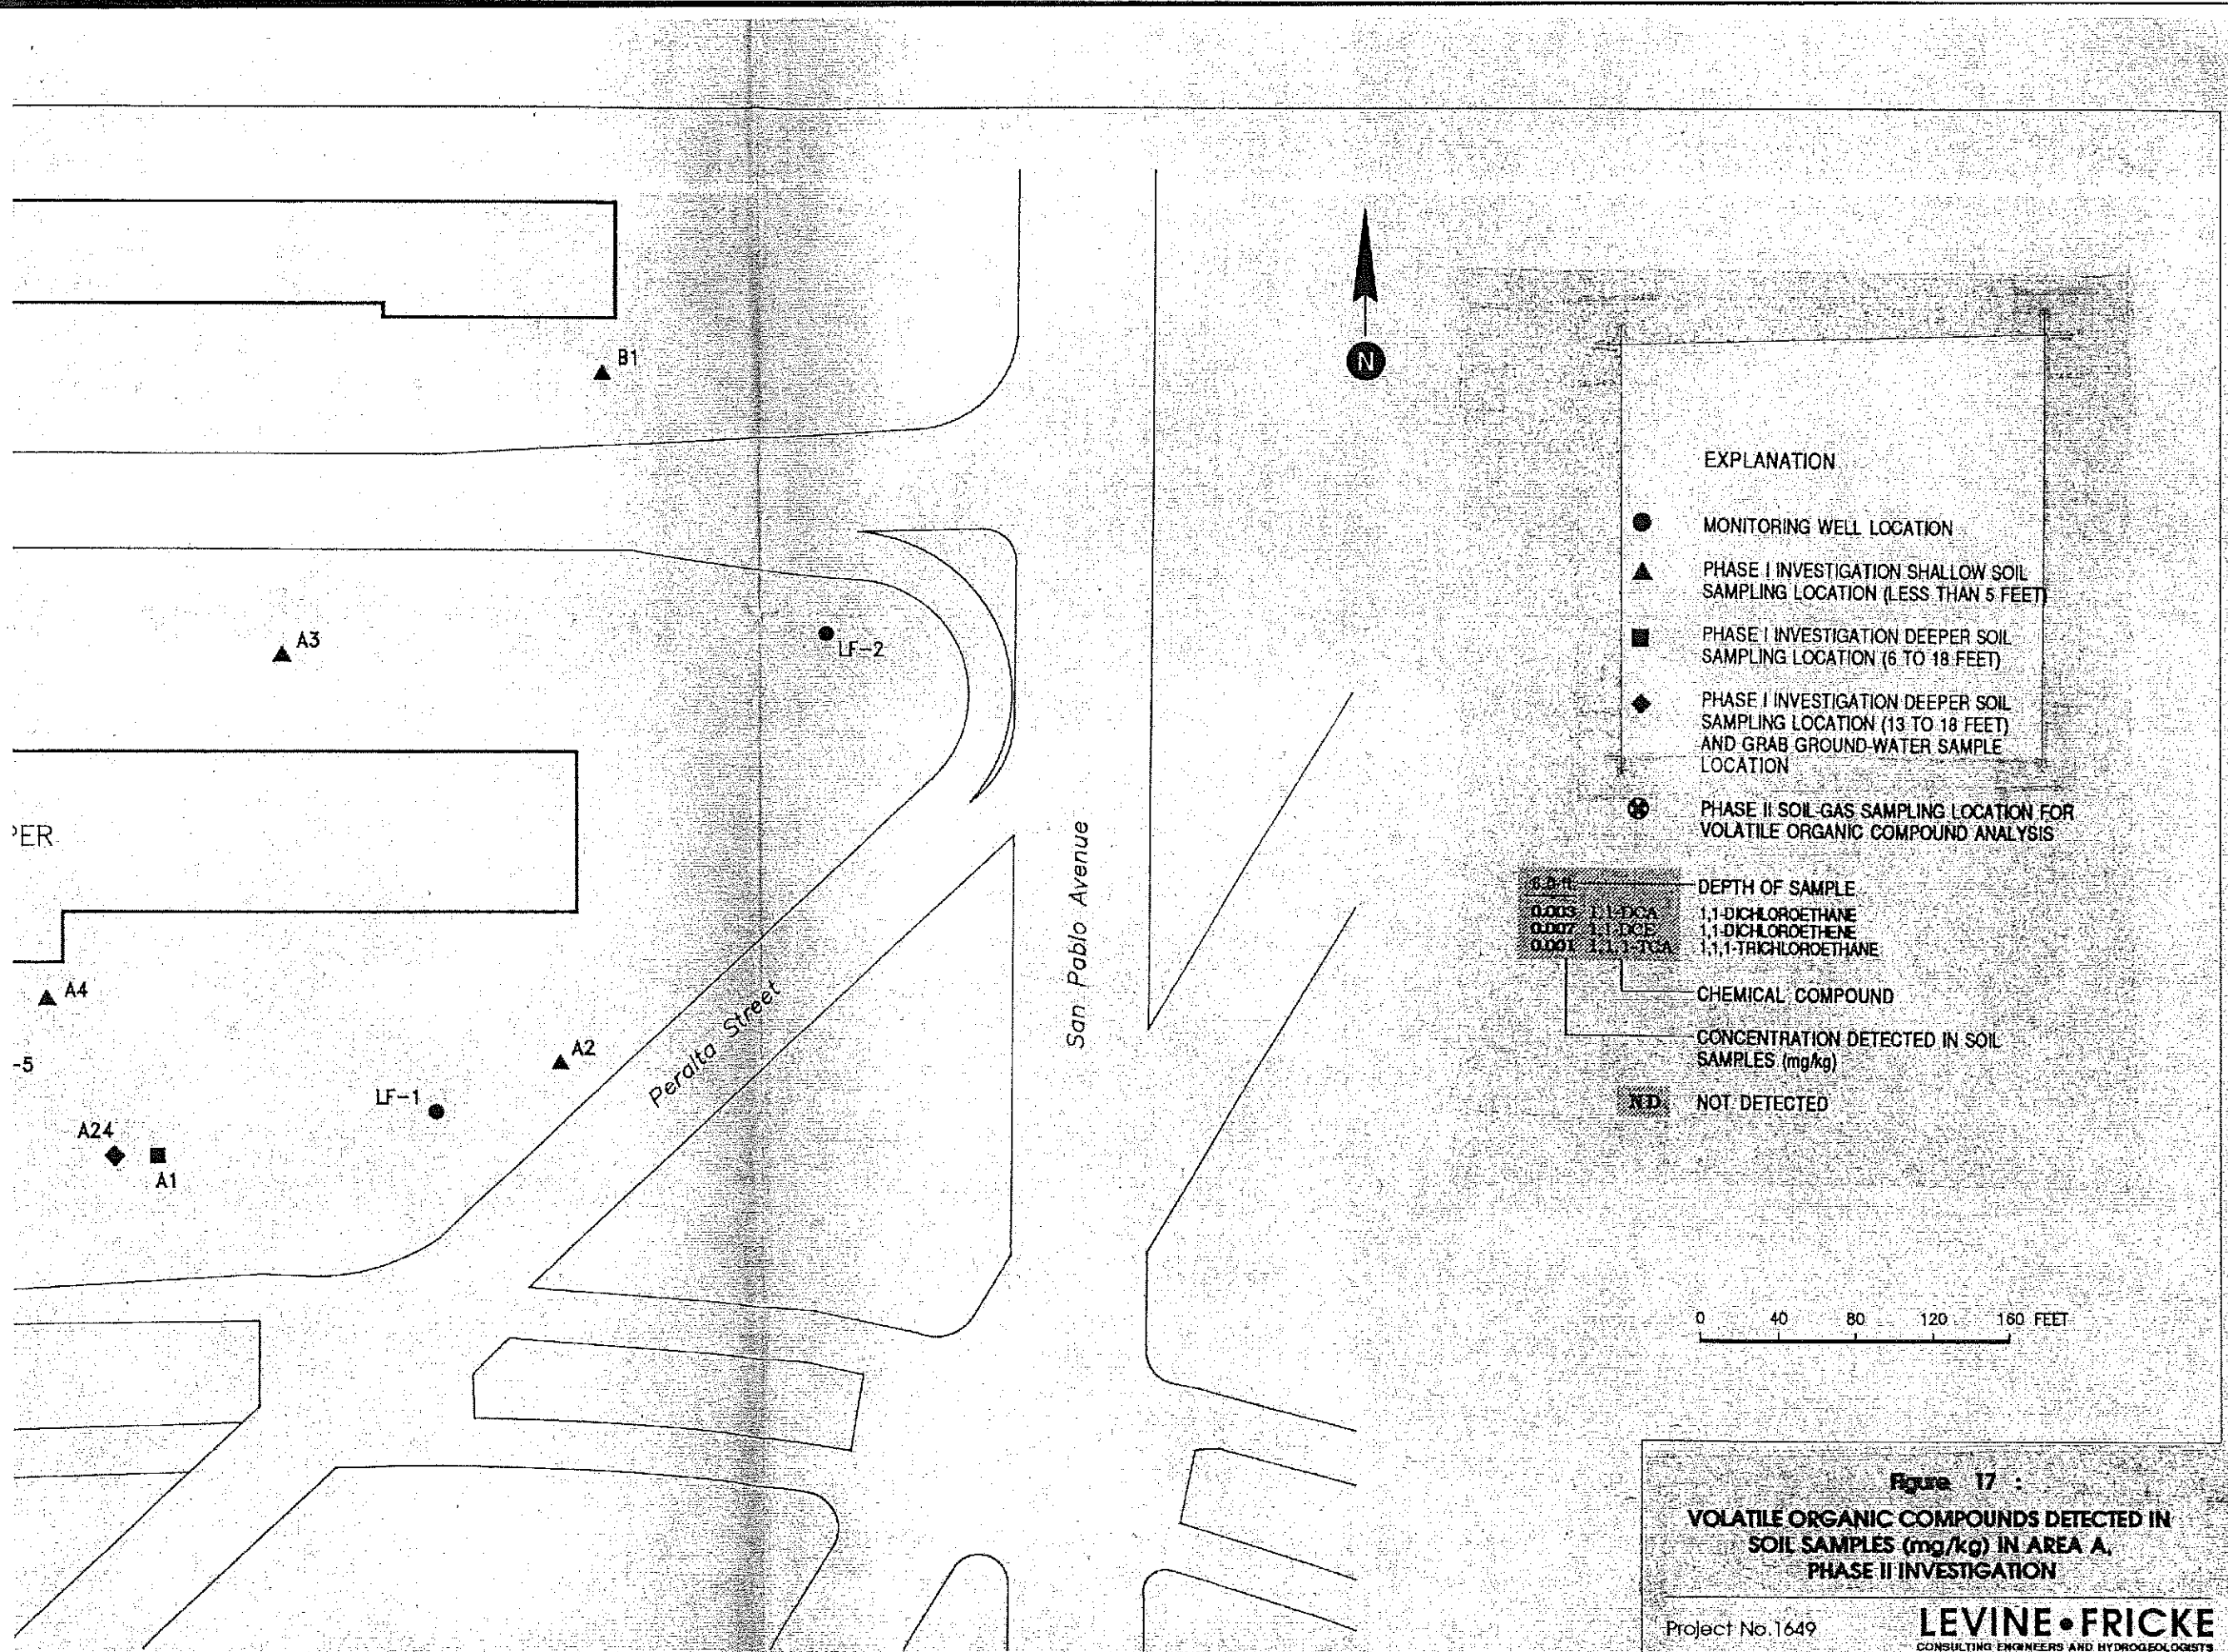 B1
N
A3
LF-2
PER
A4
-5
A2
LF-1
A24
A1
Peralta Street
San Pablo Avenue
EXPLANATION
MONITORING WELL LOCATION
PHASE I INVESTIGATION SHALLOW SOIL
SAMPLING LOCATION (LESS THAN 5 FEET)
PHASE I INVESTIGATION DEEPER SOIL
SAMPLING LOCATION (6 TO 18 FEET)
PHASE I INVESTIGATION DEEPER SOIL
SAMPLING LOCATION (13 TO 18 FEET)
AND GRAB GROUND-WATER SAMPLE
LOCATION
PHASE II SOIL-GAS SAMPLING LOCATION FOR
VOLATILE ORGANIC COMPOUND ANALYSIS
DEPTH OF SAMPLE
0.003 1,1-DCA 1,1-DICHLOROETHANE
0.007 1,1-DCE 1,1-DICHLOROETHENE
0.001 1,1,1-TCA 1,1,1-TRICHLOROETHANE
CHEMICAL COMPOUND
CONCENTRATION DETECTED IN SOIL
SAMPLES (mg/kg)
ND NOT DETECTED
0 40 80 120 160 FEET
Figure 17 :
VOLATILE ORGANIC COMPOUNDS DETECTED IN
SOIL SAMPLES (mg/kg) IN AREA A,
PHASE II INVESTIGATION
Project No.1649
LEVINE•FRICKE
CONSULTING ENGINEERS AND HYDROGEOLOGISTS